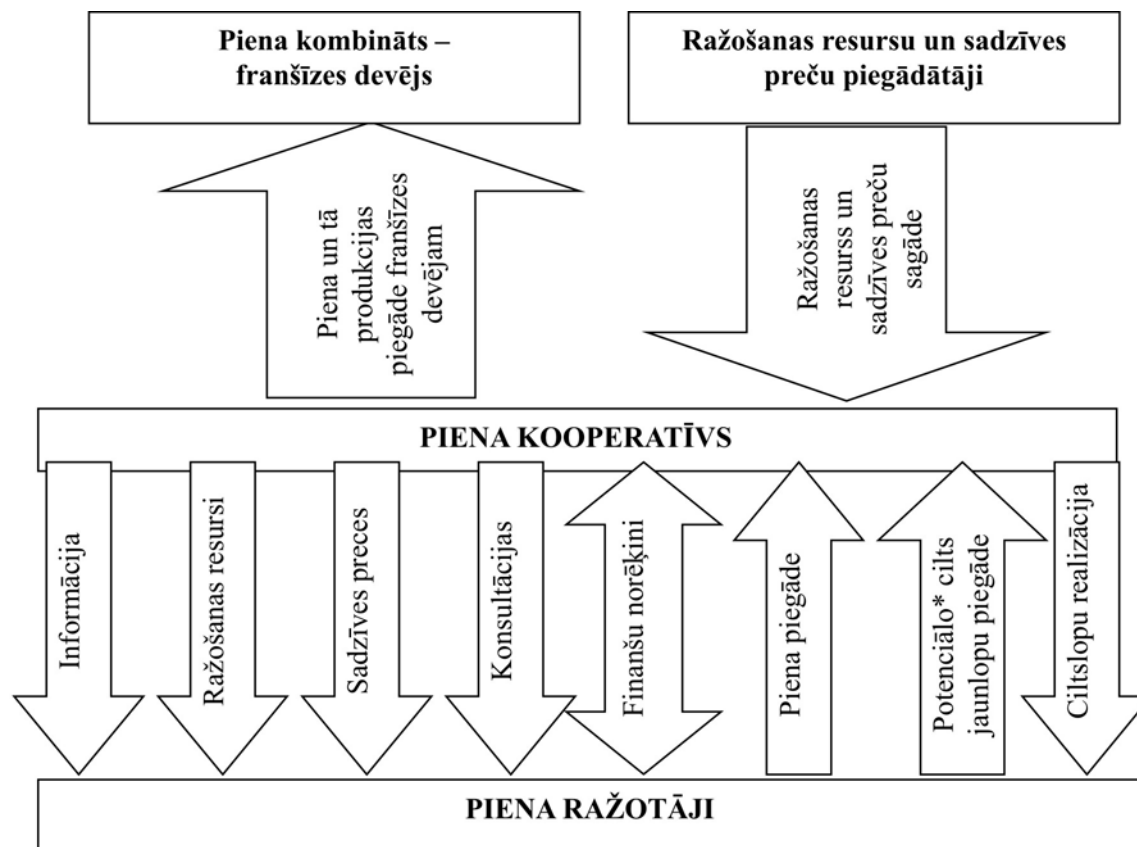 Piena kombināts –
franšīzes devējs
Ražošanas resursu un sadzīves
preču piegādātāji
Piena un tā
produkcijas
piegāde franšīzes
devējam
Ražošanas
resurss un
sadzīves preču
sagāde
PIENA KOOPERATĪVS
Informācija
Ražošanas resursi
Sadzīves preces
Konsultācijas
Finanšu norēķini
Piena piegāde
Potenciālo* cilts
jaunlopu piegāde
Ciltslopu realizācija
PIENA RAŽOTĀJI